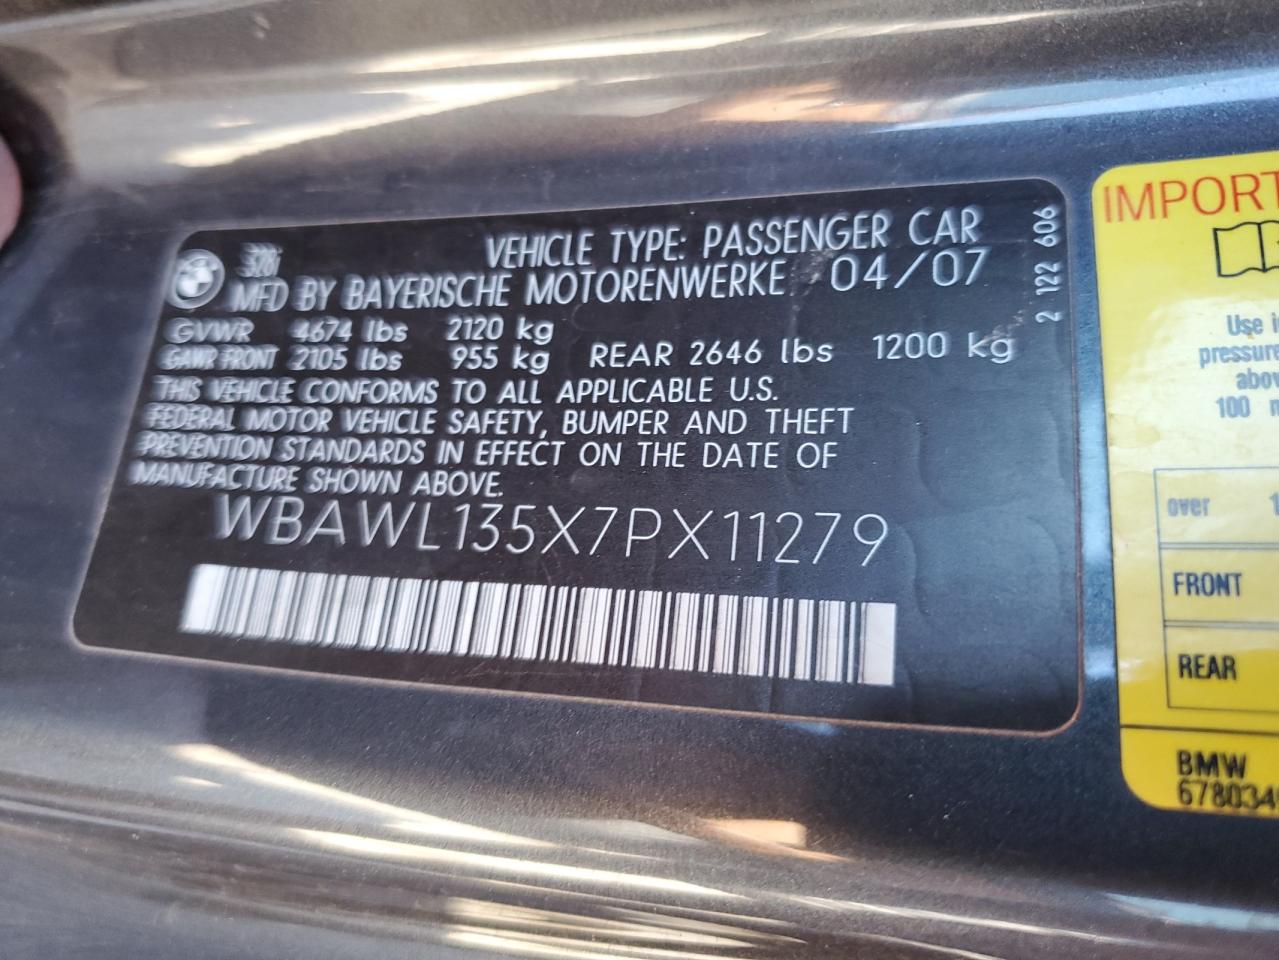 328i VEHICLE TYPE: PASSENGER CAR
MFD BY BAYERISCHE MOTORENWERKE 04/07
GVWR 4674 lbs 2120 kg
GAWR FRONT 2105 lbs 955 kg REAR 2646 lbs 1200 kg
THIS VEHICLE CONFORMS TO ALL APPLICABLE U.S.
FEDERAL MOTOR VEHICLE SAFETY, BUMPER AND THEFT
PREVENTION STANDARDS IN EFFECT ON THE DATE OF
MANUFACTURE SHOWN ABOVE.
WBAWL135X7PX11279
2 122 606
IMPORT
Use i
pressure
abov
100 m
over 1
FRONT
REAR
BMW
678034